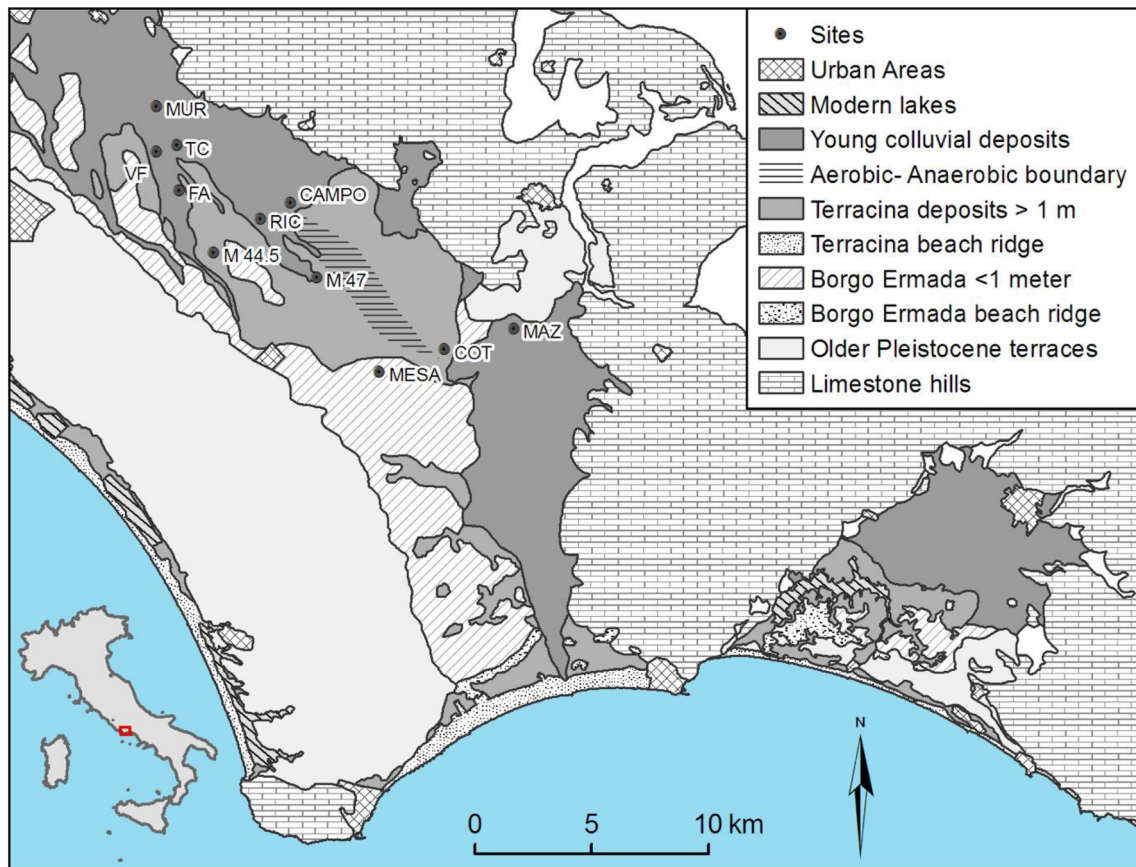 Sites
Urban Areas
Modern lakes
Young colluvial deposits
Aerobic- Anaerobic boundary
Terracina deposits > 1 m
Terracina beach ridge
Borgo Ermada <1 meter
Borgo Ermada beach ridge
Older Pleistocene terraces
Limestone hills
MUR
TC
VF
FA
CAMPO
RIC
M 44.5
M 47
MAZ
COT
MESA
N
0 5 10 km